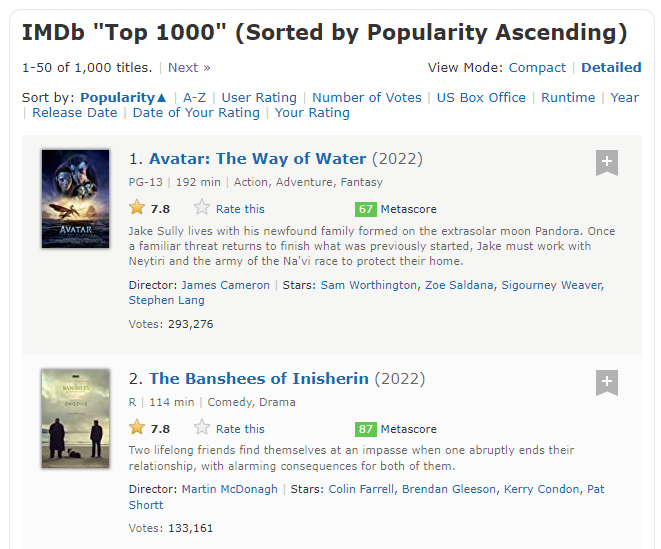 IMDb "Top 1000" (Sorted by Popularity Ascending)
1-50 of 1,000 titles. | Next »
View Mode: Compact | Detailed
Sort by: Popularity▲ | A-Z | User Rating | Number of Votes | US Box Office | Runtime | Year
| Release Date | Date of Your Rating | Your Rating
AVATAR
1. Avatar: The Way of Water (2022)
PG-13 | 192 min | Action, Adventure, Fantasy
7.8 Rate this 67 Metascore
Jake Sully lives with his newfound family formed on the extrasolar moon Pandora. Once
a familiar threat returns to finish what was previously started, Jake must work with
Neytiri and the army of the Na'vi race to protect their home.
Director: James Cameron | Stars: Sam Worthington, Zoe Saldana, Sigourney Weaver,
Stephen Lang
Votes: 293,276
BANSHEES
2. The Banshees of Inisherin (2022)
R | 114 min | Comedy, Drama
7.8 Rate this 87 Metascore
Two lifelong friends find themselves at an impasse when one abruptly ends their
relationship, with alarming consequences for both of them.
Director: Martin McDonagh | Stars: Colin Farrell, Brendan Gleeson, Kerry Condon, Pat
Shortt
Votes: 133,161